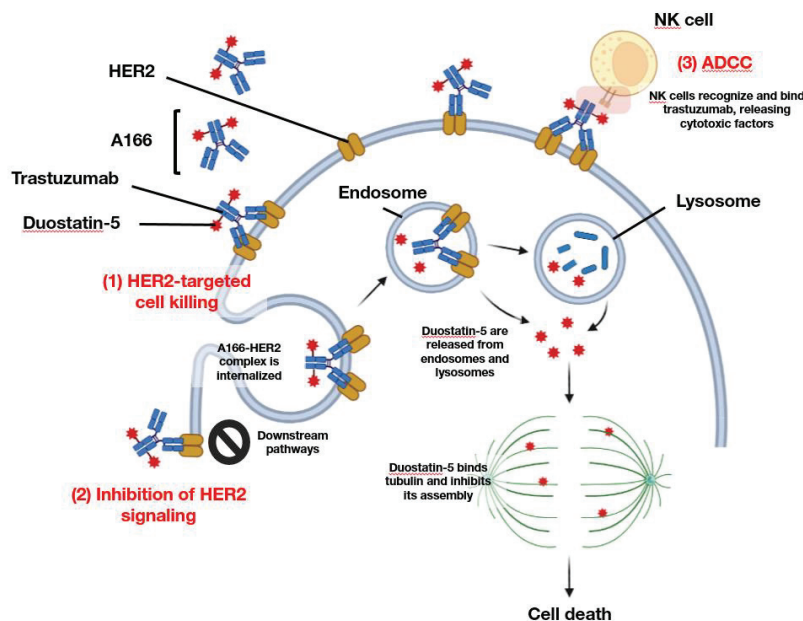 NK cell
(3) ADCC
NK cells recognize and bind
trastuzumab, releasing
cytotoxic factors
HER2
A166
Trastuzumab
Duostatin-5
(1) HER2-targeted
cell killing
Endosome
Lysosome
A166-HER2
complex is
internalized
Duostatin-5 are
released from
endosomes and
lysosomes
Downstream
pathways
(2) Inhibition of HER2
signaling
Duostatin-5 binds
tubulin and inhibits
its assembly
Cell death